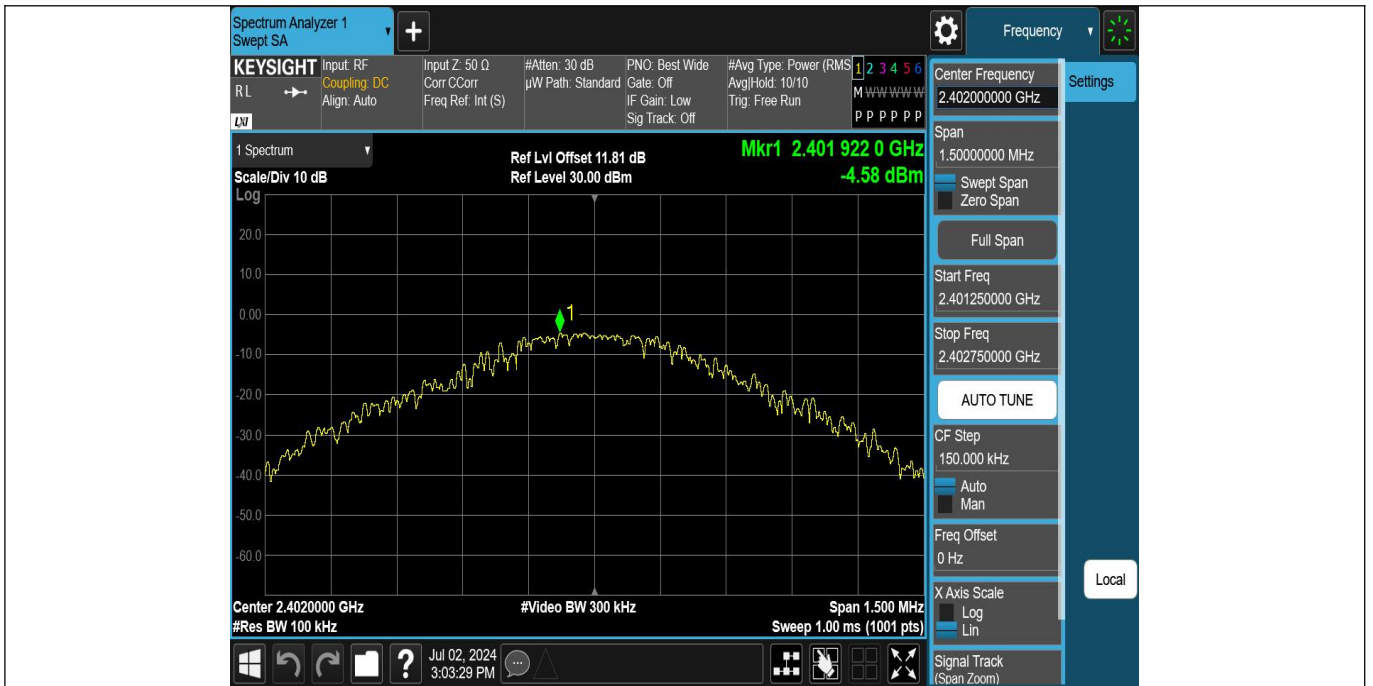 Spectrum Analyzer 1
Swept SA
+
Frequency
KEYSIGHT
RL
LXI
Input: RF
Coupling: DC
Align: Auto
Input Z: 50 Ω
Corr CCorr
Freq Ref: Int (S)
#Atten: 30 dB
µW Path: Standard
PNO: Best Wide
Gate: Off
IF Gain: Low
Sig Track: Off
#Avg Type: Power (RMS
Avg|Hold: 10/10
Trig: Free Run
1 2 3 4 5 6
M W W W W W
P P P P P P
1 Spectrum
Scale/Div 10 dB
Ref Lvl Offset 11.81 dB
Ref Level 30.00 dBm
Mkr1 2.401 922 0 GHz
-4.58 dBm
Log
20.0
10.0
0.00
-10.0
-20.0
-30.0
-40.0
-50.0
-60.0
1
Center 2.4020000 GHz
#Res BW 100 kHz
#Video BW 300 kHz
Span 1.500 MHz
Sweep 1.00 ms (1001 pts)
Center Frequency
2.402000000 GHz
Span
1.50000000 MHz
Swept Span
Zero Span
Full Span
Start Freq
2.401250000 GHz
Stop Freq
2.402750000 GHz
AUTO TUNE
CF Step
150.000 kHz
Auto
Man
Freq Offset
0 Hz
X Axis Scale
Log
Lin
Signal Track
(Span Zoom)
Settings
Local
?
Jul 02, 2024
3:03:29 PM